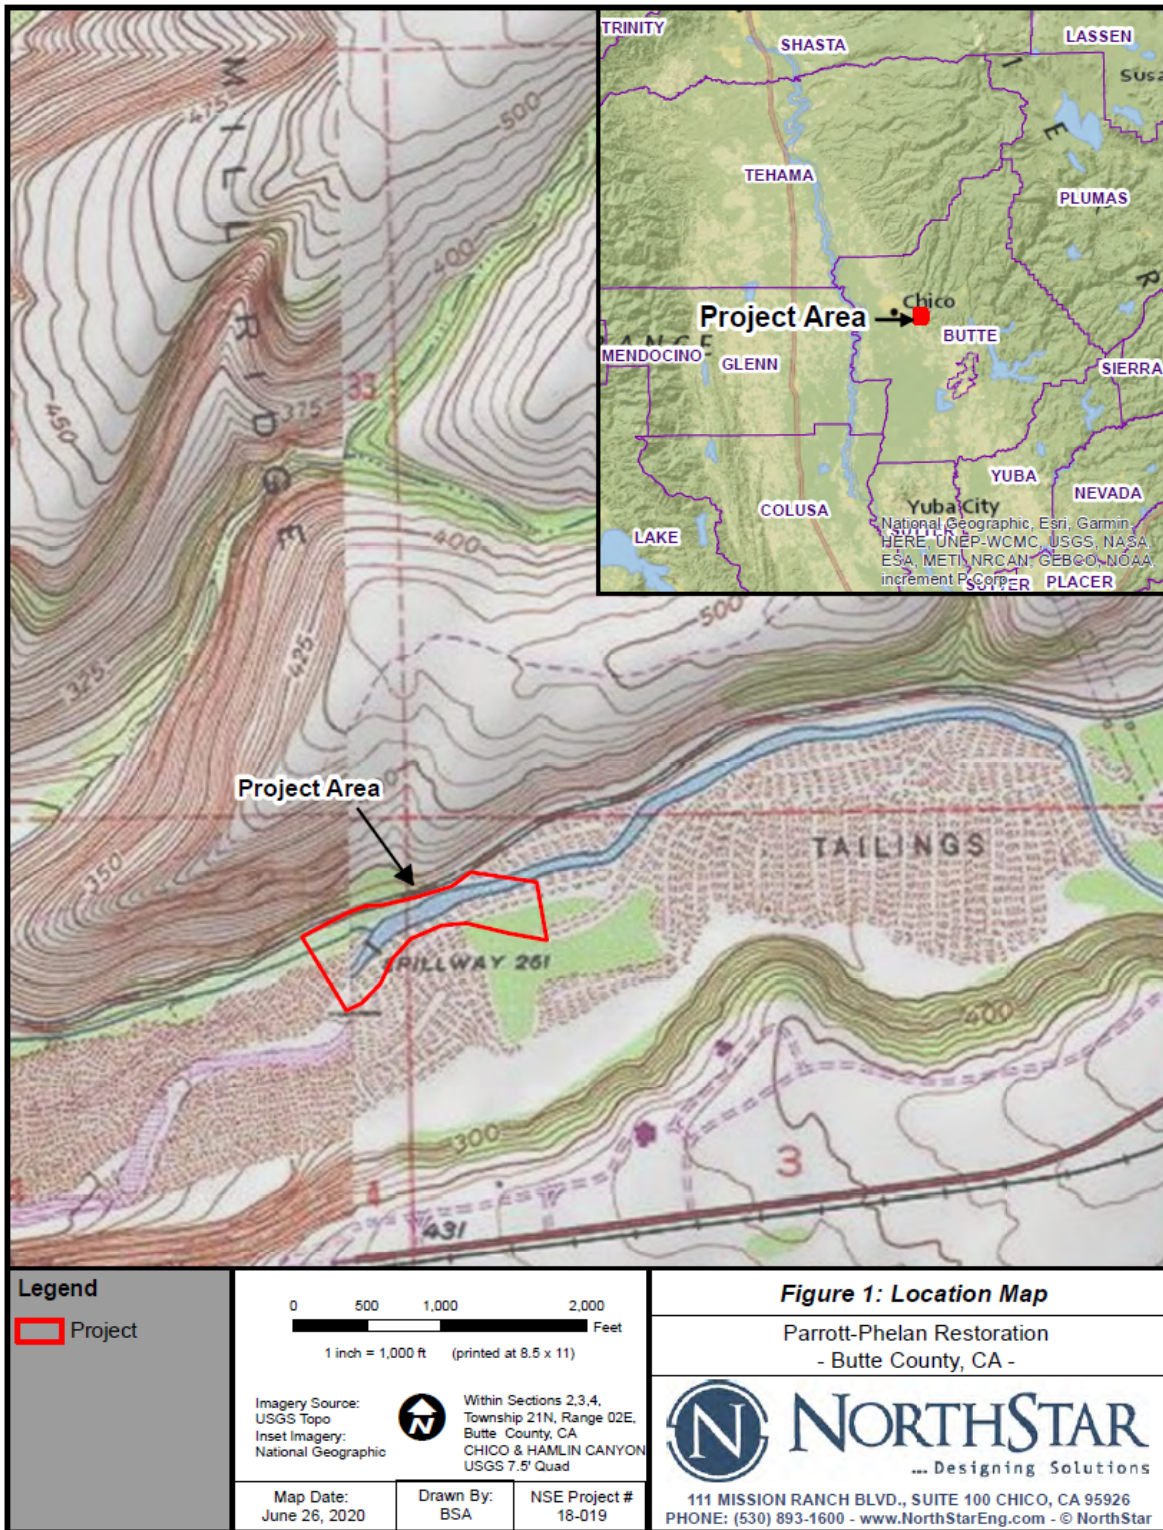 TRINITY
SHASTA
LASSEN
Susa
I
E
R
TEHAMA
PLUMAS
Chico
Project Area
BUTTE
MENDOCINO
GLENN
SIERRA
YUBA
NEVADA
COLUSA
Yuba City
LAKE
SUTTER
National Geographic, Esri, Garmin,
HERE, UNEP-WCMC, USGS, NASA,
ESA, METI, NRCAN, GEBCO, NOAA,
increment P Corp.
SUTTER
PLACER
MILL RIDGE
475
500
400
33
450
375
400
500
325
425
Project Area
350
TAILINGS
SPILLWAY 261
400
300
3
4
4
431
Legend
Project
0 500 1,000 2,000
Feet
1 inch = 1,000 ft (printed at 8.5 x 11)
Imagery Source:
USGS Topo
Inset Imagery:
National Geographic
N
Within Sections 2,3,4,
Township 21N, Range 02E,
Butte County, CA
CHICO & HAMLIN CANYON
USGS 7.5' Quad
Map Date:
June 26, 2020
Drawn By:
BSA
NSE Project #
18-019
Figure 1: Location Map
Parrott-Phelan Restoration
- Butte County, CA -
N
NORTHSTAR
... Designing Solutions
111 MISSION RANCH BLVD., SUITE 100 CHICO, CA 95926
PHONE: (530) 893-1600 - www.NorthStarEng.com - © NorthStar